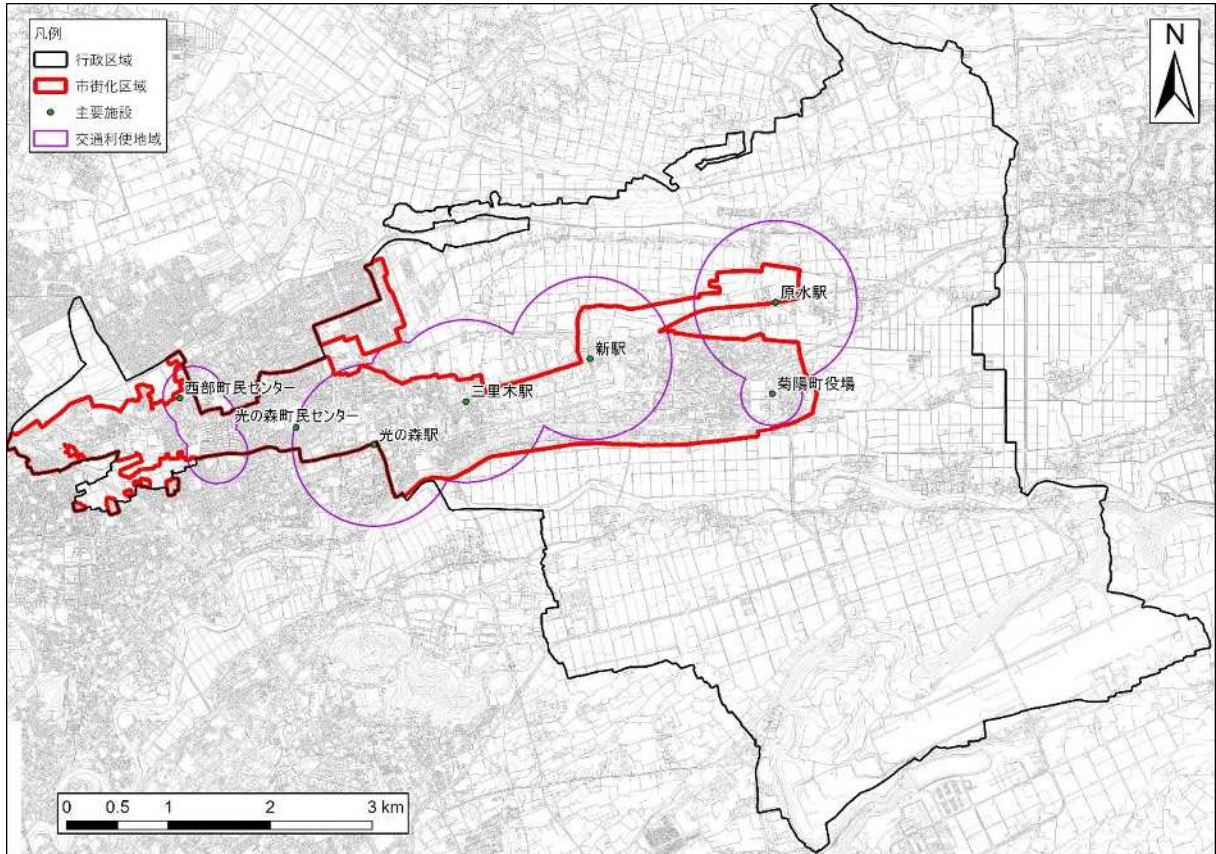 凡例
行政区域
市街化区域
主要施設
交通利便地域
N
原水駅
新駅
菊陽町役場
西部町民センター
三里木駅
光の森町民センター
光の森駅
0 0.5 1 2 3 km